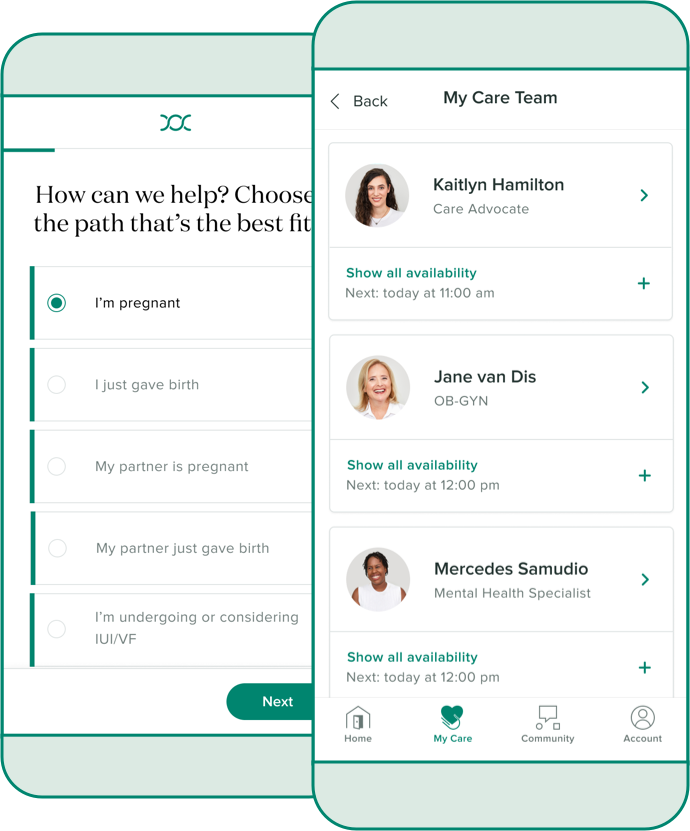 How can we help? Choose
the path that’s the best fit
I’m pregnant
I just gave birth
My partner is pregnant
My partner just gave birth
I’m undergoing or considering
IUI/VF
Next
Back
My Care Team
Kaitlyn Hamilton
Care Advocate
Show all availability
Next: today at 11:00 am
Jane van Dis
OB-GYN
Show all availability
Next: today at 12:00 pm
Mercedes Samudio
Mental Health Specialist
Show all availability
Next: today at 12:00 pm
Home
My Care
Community
Account